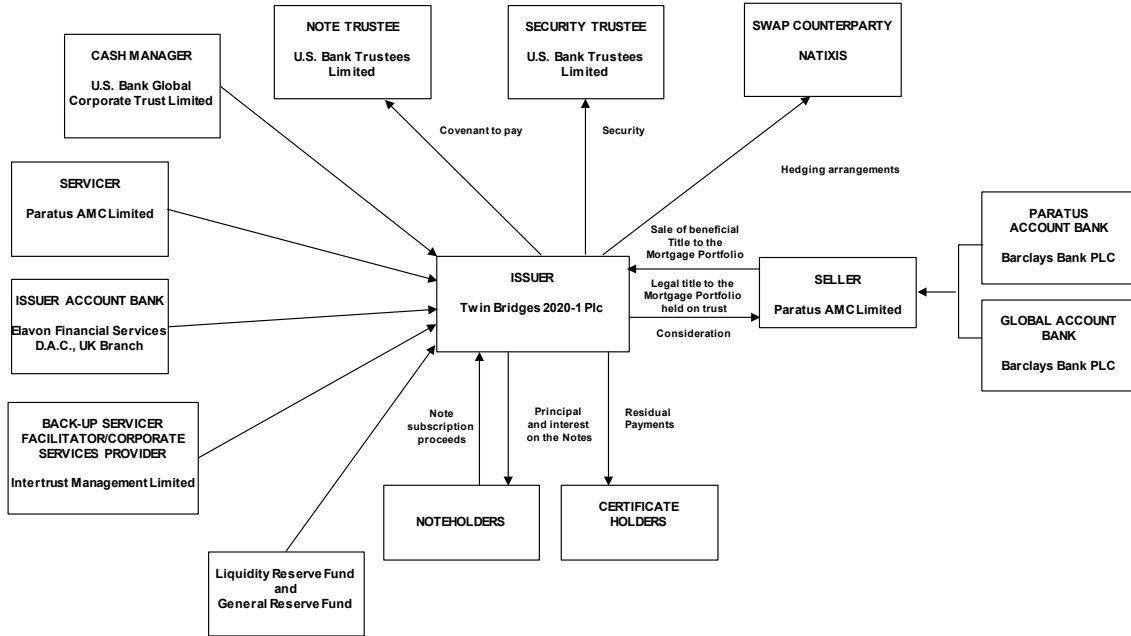 NOTE TRUSTEE
U.S. Bank Trustees
Limited
SECURITY TRUSTEE
U.S. Bank Trustees
Limited
SWAP COUNTERPARTY
NATIXIS
CASH MANAGER
U.S. Bank Global
Corporate Trust Limited
Covenant to pay
Security
Hedging arrangements
SERVICER
Paratus AMC Limited
PARATUS
ACCOUNT BANK
Barclays Bank PLC
Sale of beneficial
Title to the
Mortgage Portfolio
ISSUER
Twin Bridges 2020-1 Plc
Legal title to the
Mortgage Portfolio
held on trust
Consideration
SELLER
Paratus AMC Limited
ISSUER ACCOUNT BANK
Elavon Financial Services
D.A.C., UK Branch
GLOBAL ACCOUNT
BANK
Barclays Bank PLC
BACK-UP SERVICER
FACILITATOR/CORPORATE
SERVICES PROVIDER
Intertrust Management Limited
Note
subscription
proceeds
Principal
and interest
on the Notes
Residual
Payments
NOTEHOLDERS
CERTIFICATE
HOLDERS
Liquidity Reserve Fund
and
General Reserve Fund